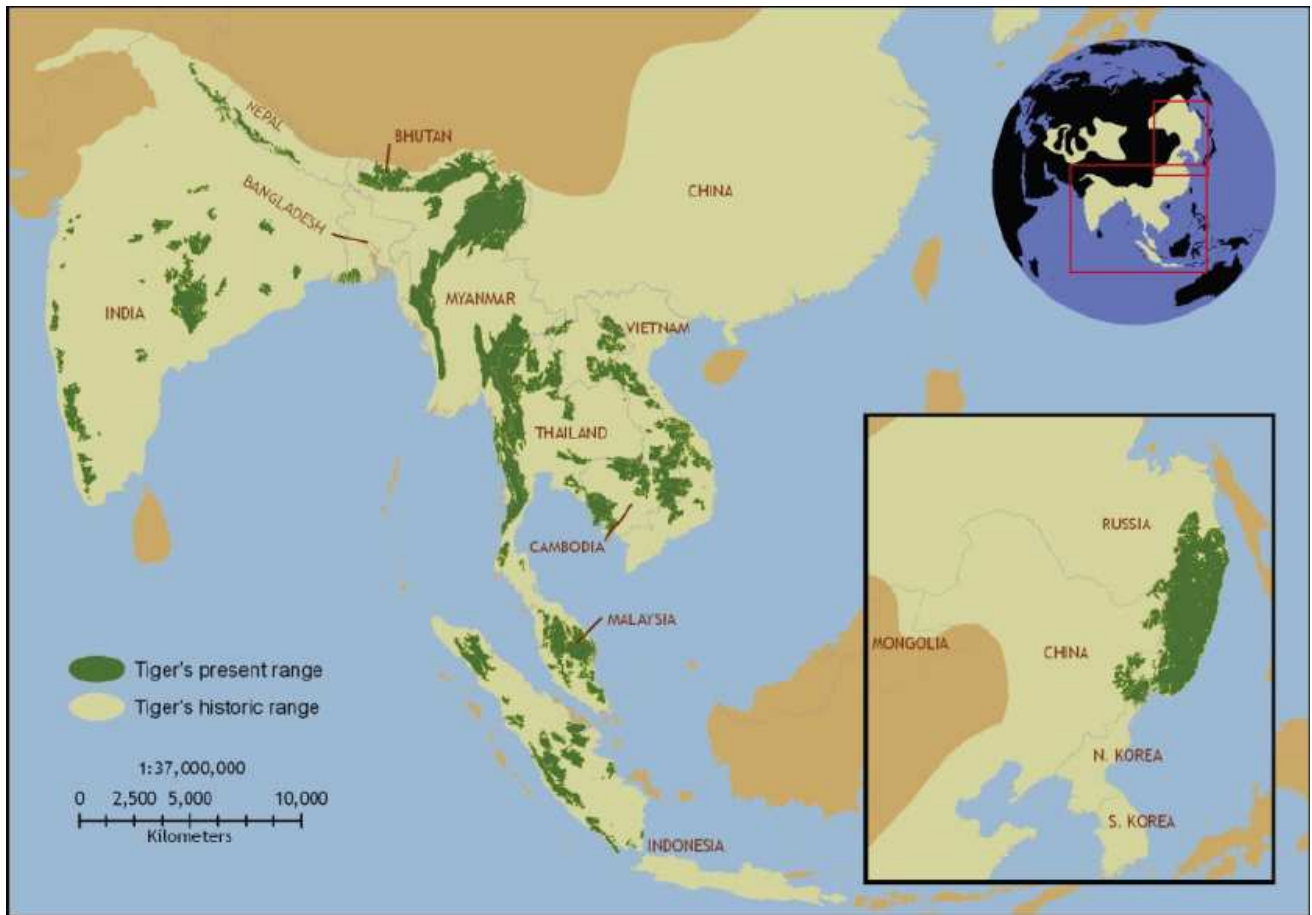 NEPAL
BHUTAN
BANGLADESH
CHINA
INDIA
MYANMAR
VIETNAM
THAILAND
CAMBODIA
MALAYSIA
INDONESIA
RUSSIA
MONGOLIA
CHINA
N. KOREA
S. KOREA
Tiger's present range
Tiger's historic range
1:37,000,000
0 2,500 5,000 10,000
Kilometers